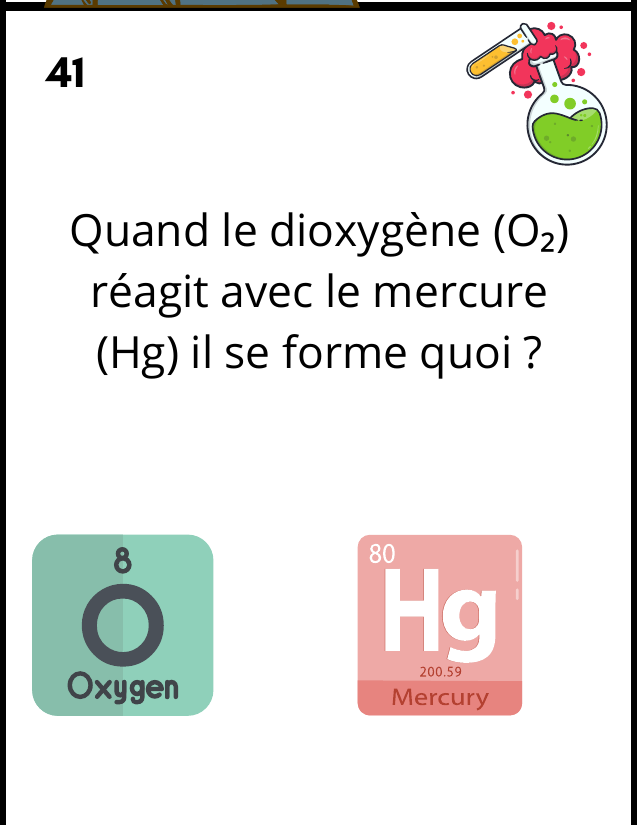 41
Quand le dioxygène (O₂)
réagit avec le mercure
(Hg) il se forme quoi ?
8
O
Oxygen
80
Hg
200.59
Mercury